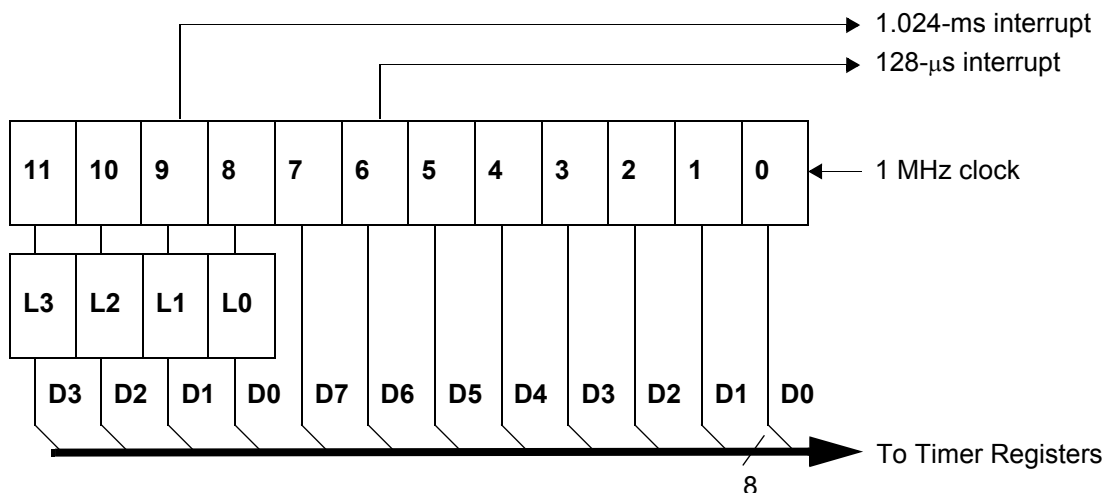 1.024-ms interrupt
128-μs interrupt
11 10 9 8 7 6 5 4 3 2 1 0
1 MHz clock
L3 L2 L1 L0
D3 D2 D1 D0 D7 D6 D5 D4 D3 D2 D1 D0
To Timer Registers
8